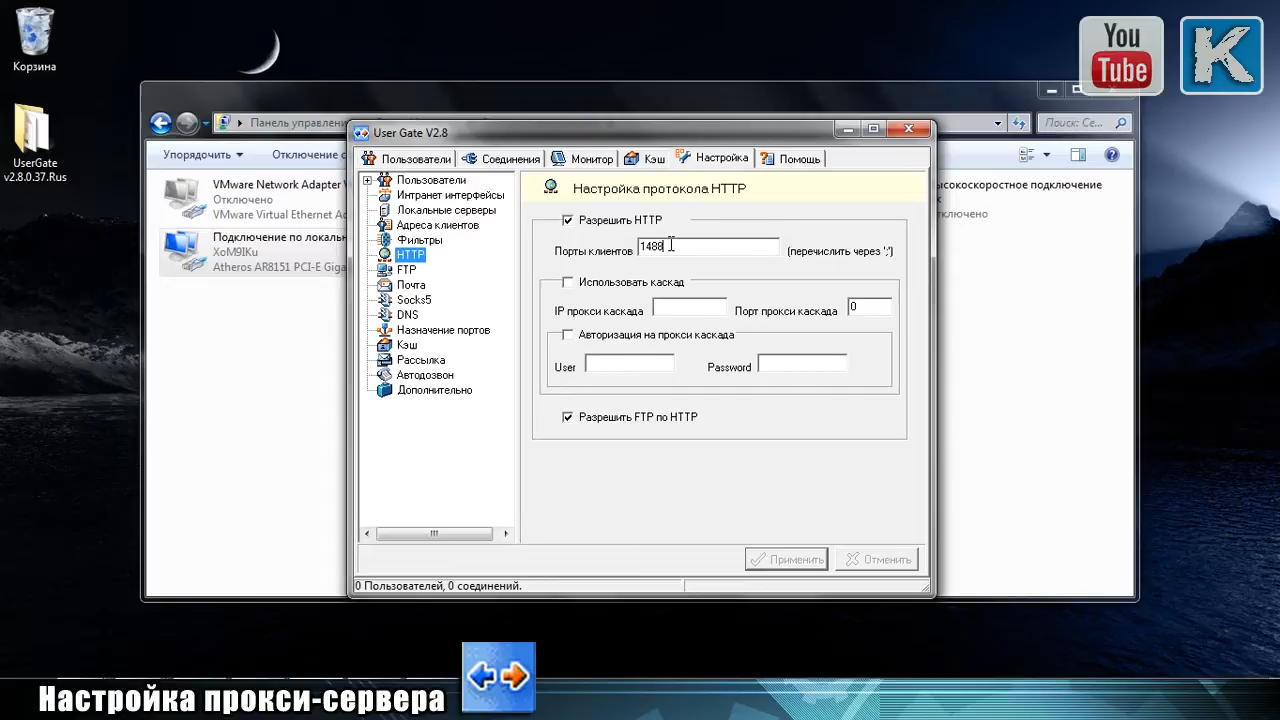 Корзина
UserGate
v2.8.0.37.Rus
You
Tube
K
Панель управлени
Поиск: Се...
Упорядочить
Отключение с
VMware Network Adapter V
Отключено
VMware Virtual Ethernet Ad
Подключение по локальн
XoM9IKu
Atheros AR8151 PCI-E Giga
ысокоскоростное подключение
к
тсутствует
User Gate V2.8
Пользователи
Соединения
Монитор
Кэш
Настройка
Помощь
Пользователи
Интранет интерфейсы
Локальные серверы
Адреса клиентов
Фильтры
HTTP
FTP
Почта
Socks5
DNS
Назначение портов
Кэш
Рассылка
Автодозвон
Дополнительно
Настройка протокола HTTP
Разрешить HTTP
Порты клиентов
1488
(перечислить через ';')
Использовать каскад
IP прокси каскада
Порт прокси каскада
0
Авторизация на прокси каскада
User
Password
Разрешить FTP по HTTP
Применить
Отменить
0 Пользователей, 0 соединений.
Настройка прокси-сервера